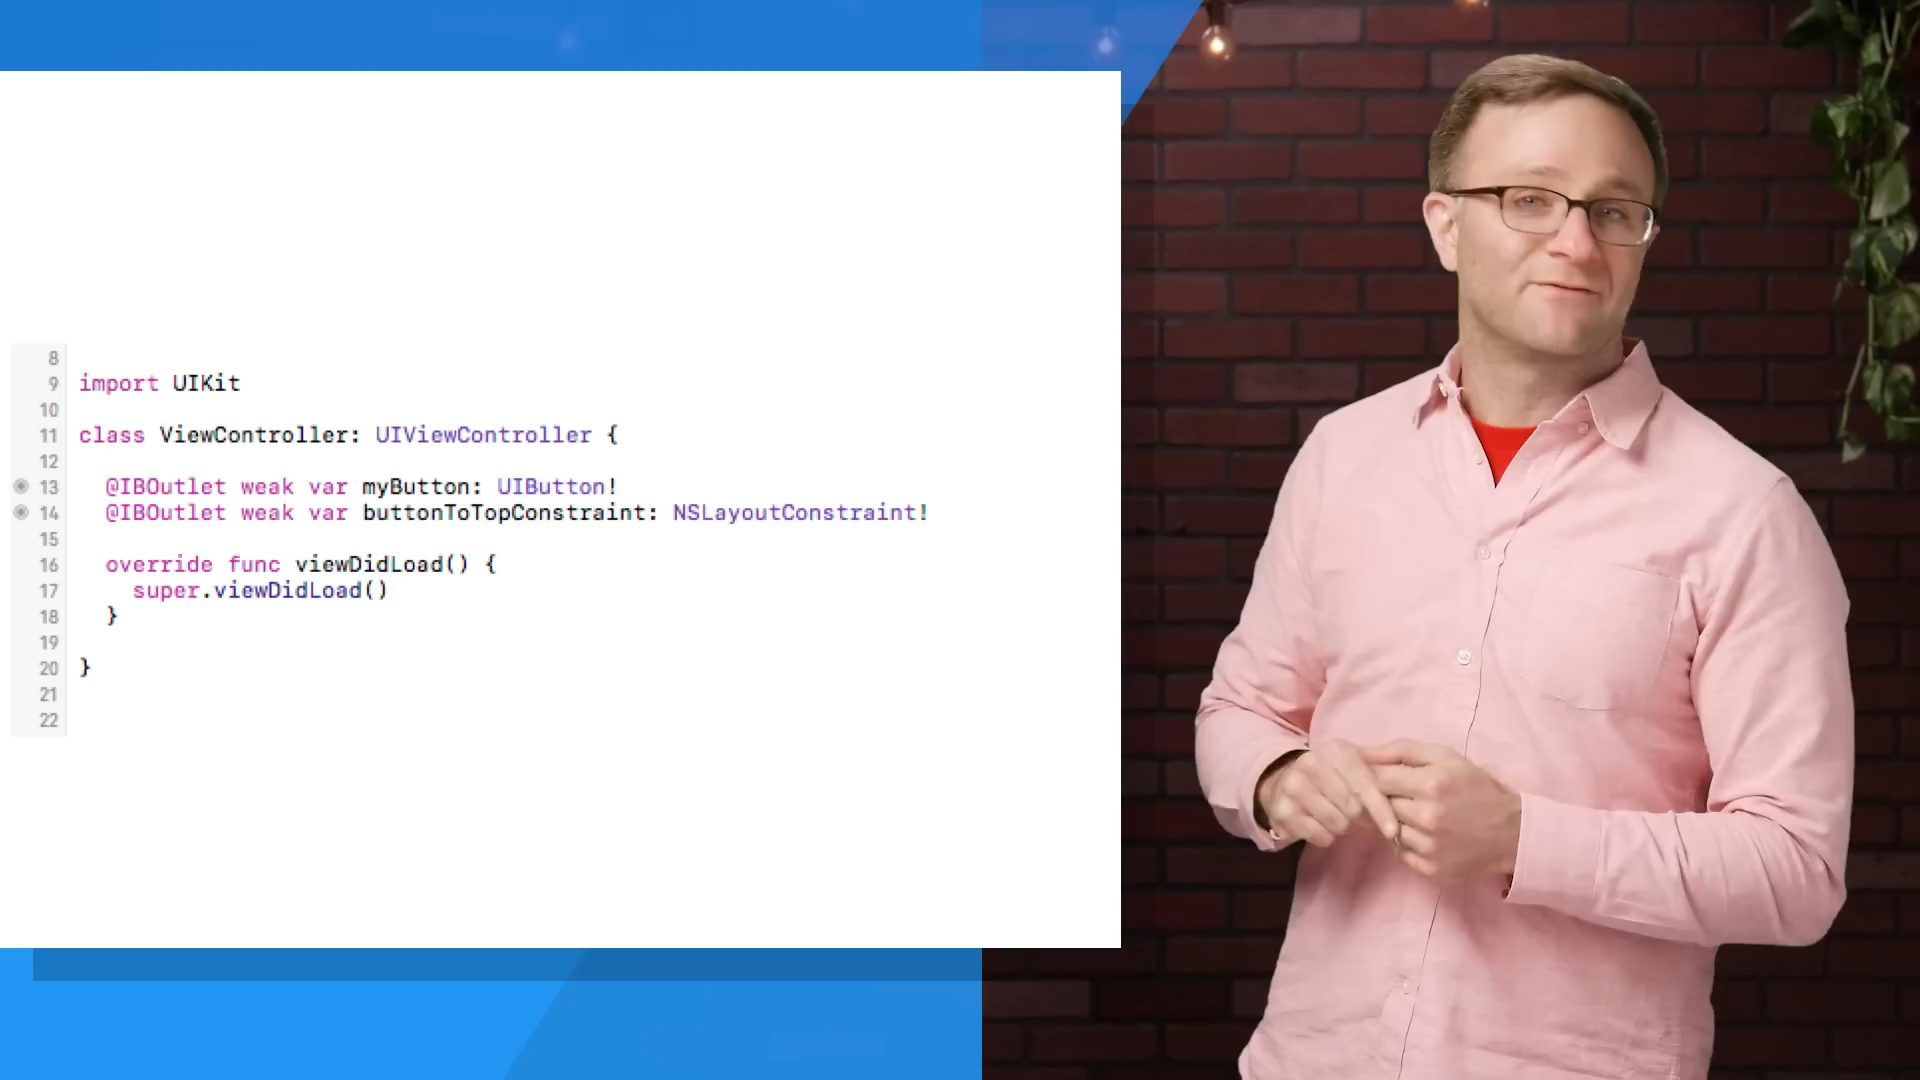 8
9 import UIKit
10
11 class ViewController: UIViewController {
12
13 @IBOutlet weak var myButton: UIButton!
14 @IBOutlet weak var buttonToTopConstraint: NSLayoutConstraint!
15
16 override func viewDidLoad() {
17 super.viewDidLoad()
18 }
19
20 }
21
22